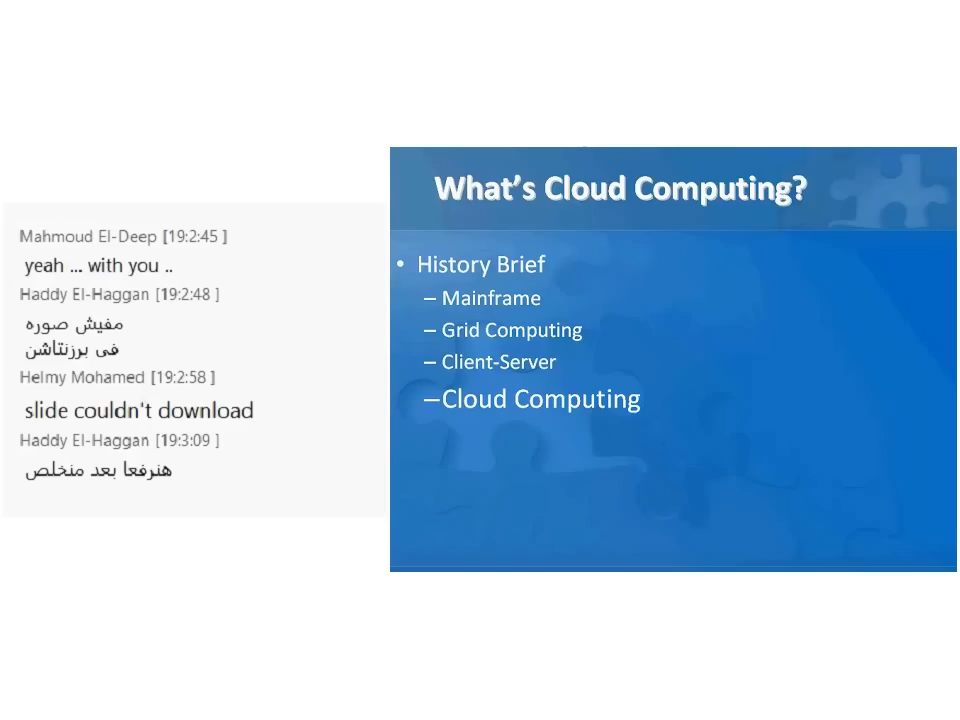 Mahmoud El-Deep [19:2:45 ]
yeah ... with you ..
Haddy El-Haggan [19:2:48 ]
مفيش صوره
فى برزنتاشن
Helmy Mohamed [19:2:58 ]
slide couldn't download
Haddy El-Haggan [19:3:09 ]
هنرفعا بعد منخلص
What's Cloud Computing?
• History Brief
– Mainframe
– Grid Computing
– Client-Server
–Cloud Computing